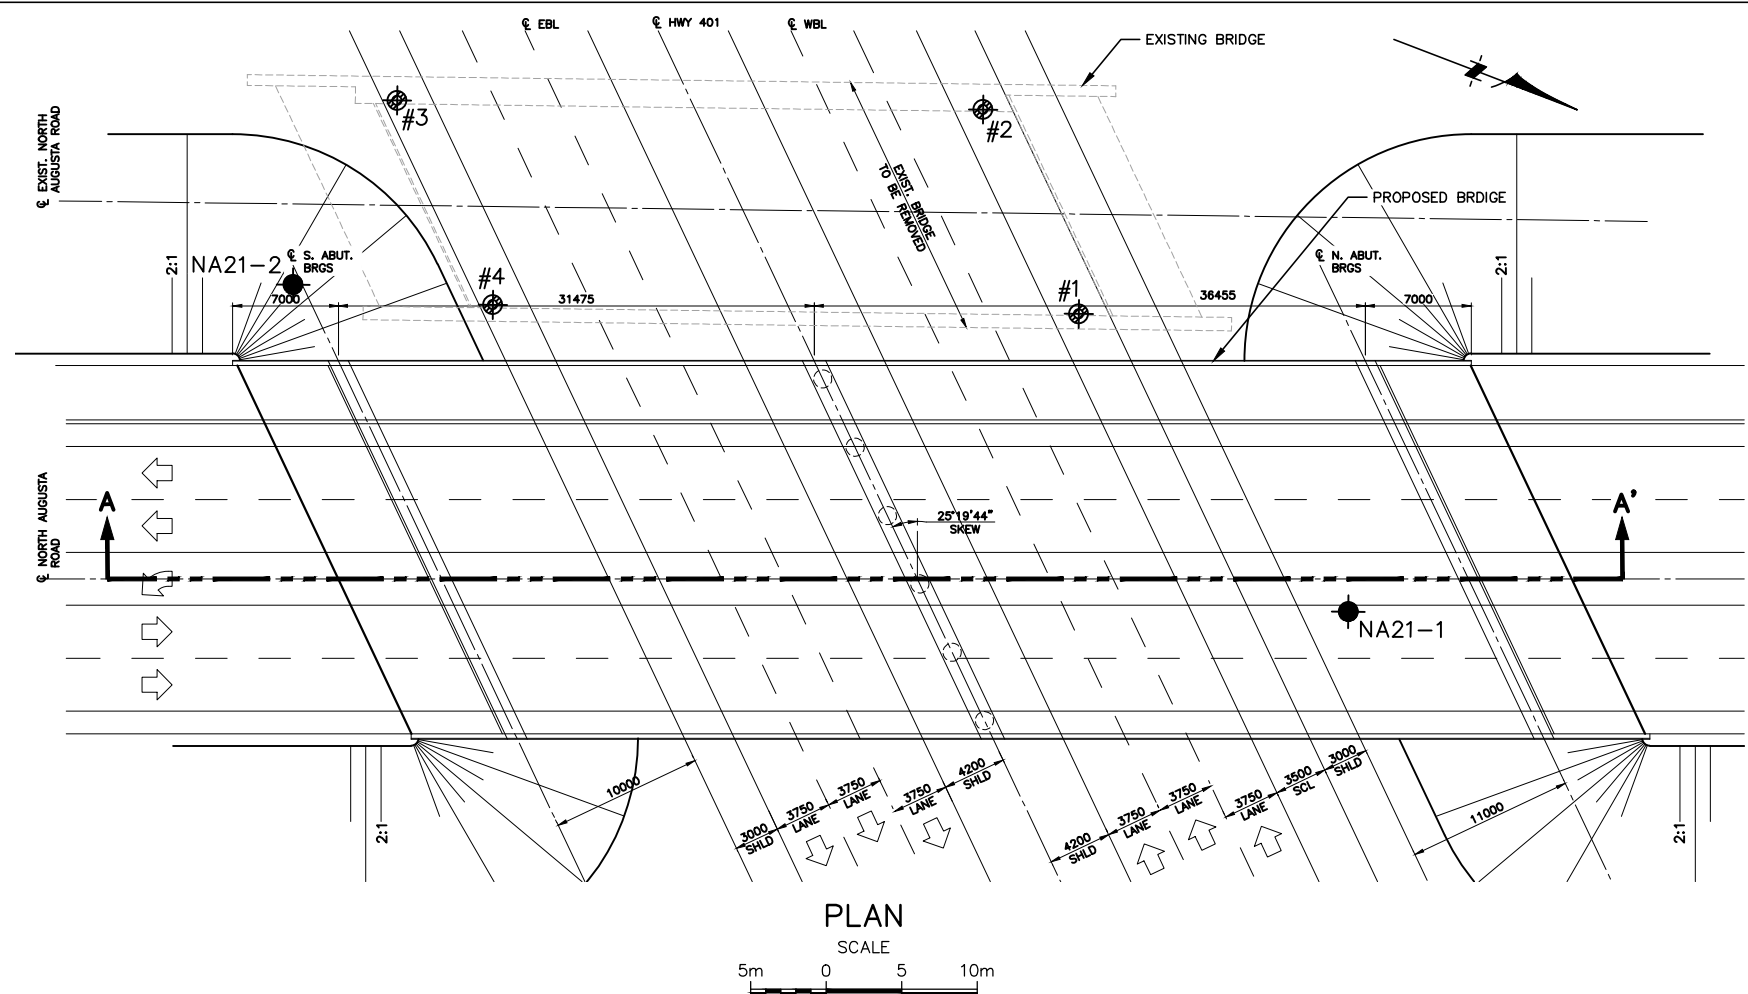 ℄ EBL
℄ HWY 401
℄ WBL
EXISTING BRIDGE
N
#3
#2
℄ EXIST. NORTH
AUGUSTA ROAD
EXIST. BRIDGE
TO BE REMOVED
PROPOSED BRDIGE
2:1
NA21-2
℄ S. ABUT.
BRGS
#4
#1
℄ N. ABUT.
BRGS
2:1
7000
31475
36455
7000
A
A'
25°19'44"
SKEW
℄ NORTH AUGUSTA
ROAD
NA21-1
2:1
10000
3000
SHLD
3750
LANE
3750
LANE
3750
LANE
4200
SHLD
4200
SHLD
3750
LANE
3750
LANE
3750
LANE
3500
SCL
3000
SHLD
11000
2:1
PLAN
SCALE
5m 0 5 10m